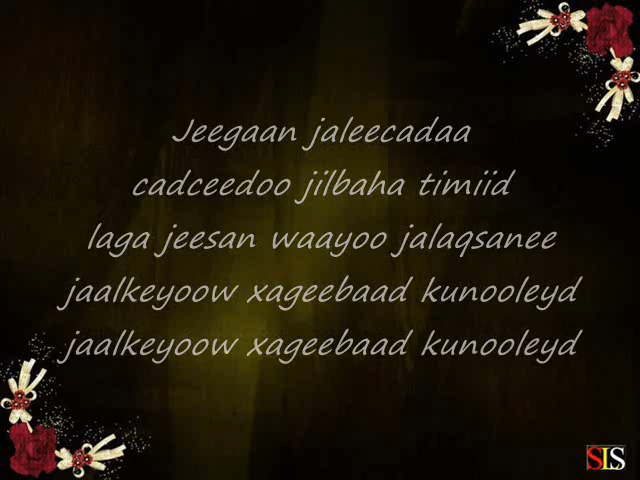 Jeegaan jaleecadaa
cadceedoo jilbaha timiid
laga jeesan waayoo jalaqsanee
jaalkeyoow xageebaad kunooleyd
jaalkeyoow xageebaad kunooleyd
SLS